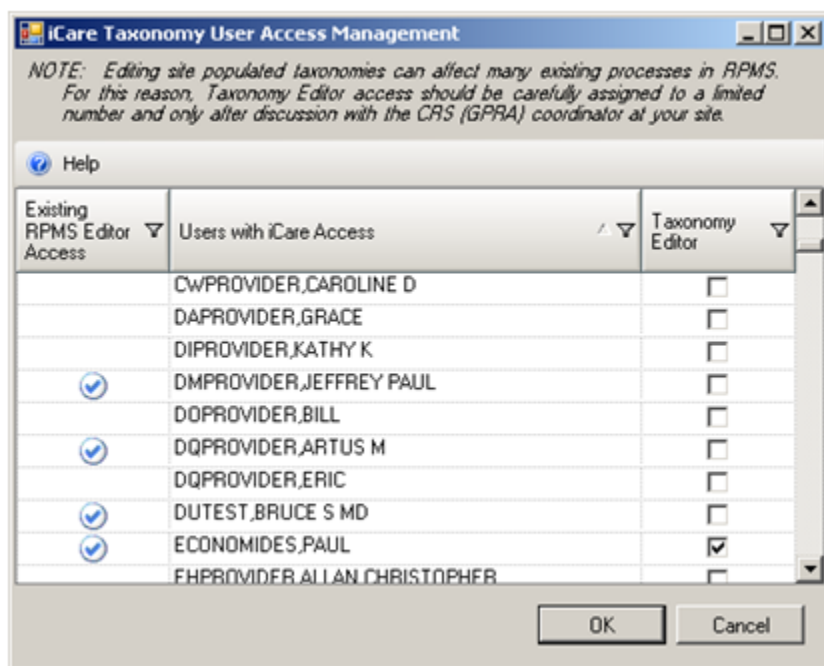 iCare Taxonomy User Access Management
NOTE: Editing site populated taxonomies can affect many existing processes in RPMS.
For this reason, Taxonomy Editor access should be carefully assigned to a limited
number and only after discussion with the CRS (GPRA) coordinator at your site.
Help
Existing
RPMS Editor
Access
Users with iCare Access
Taxonomy
Editor
CWPROVIDER,CAROLINE D
DAPROVIDER,GRACE
DIPROVIDER,KATHY K
DMPROVIDER,JEFFREY PAUL
DOPROVIDER,BILL
DQPROVIDER,ARTUS M
DQPROVIDER,ERIC
DUTEST,BRUCE S MD
ECONOMIDES,PAUL
EHPROVIDER,ALLAN CHRISTOPHER
OK
Cancel